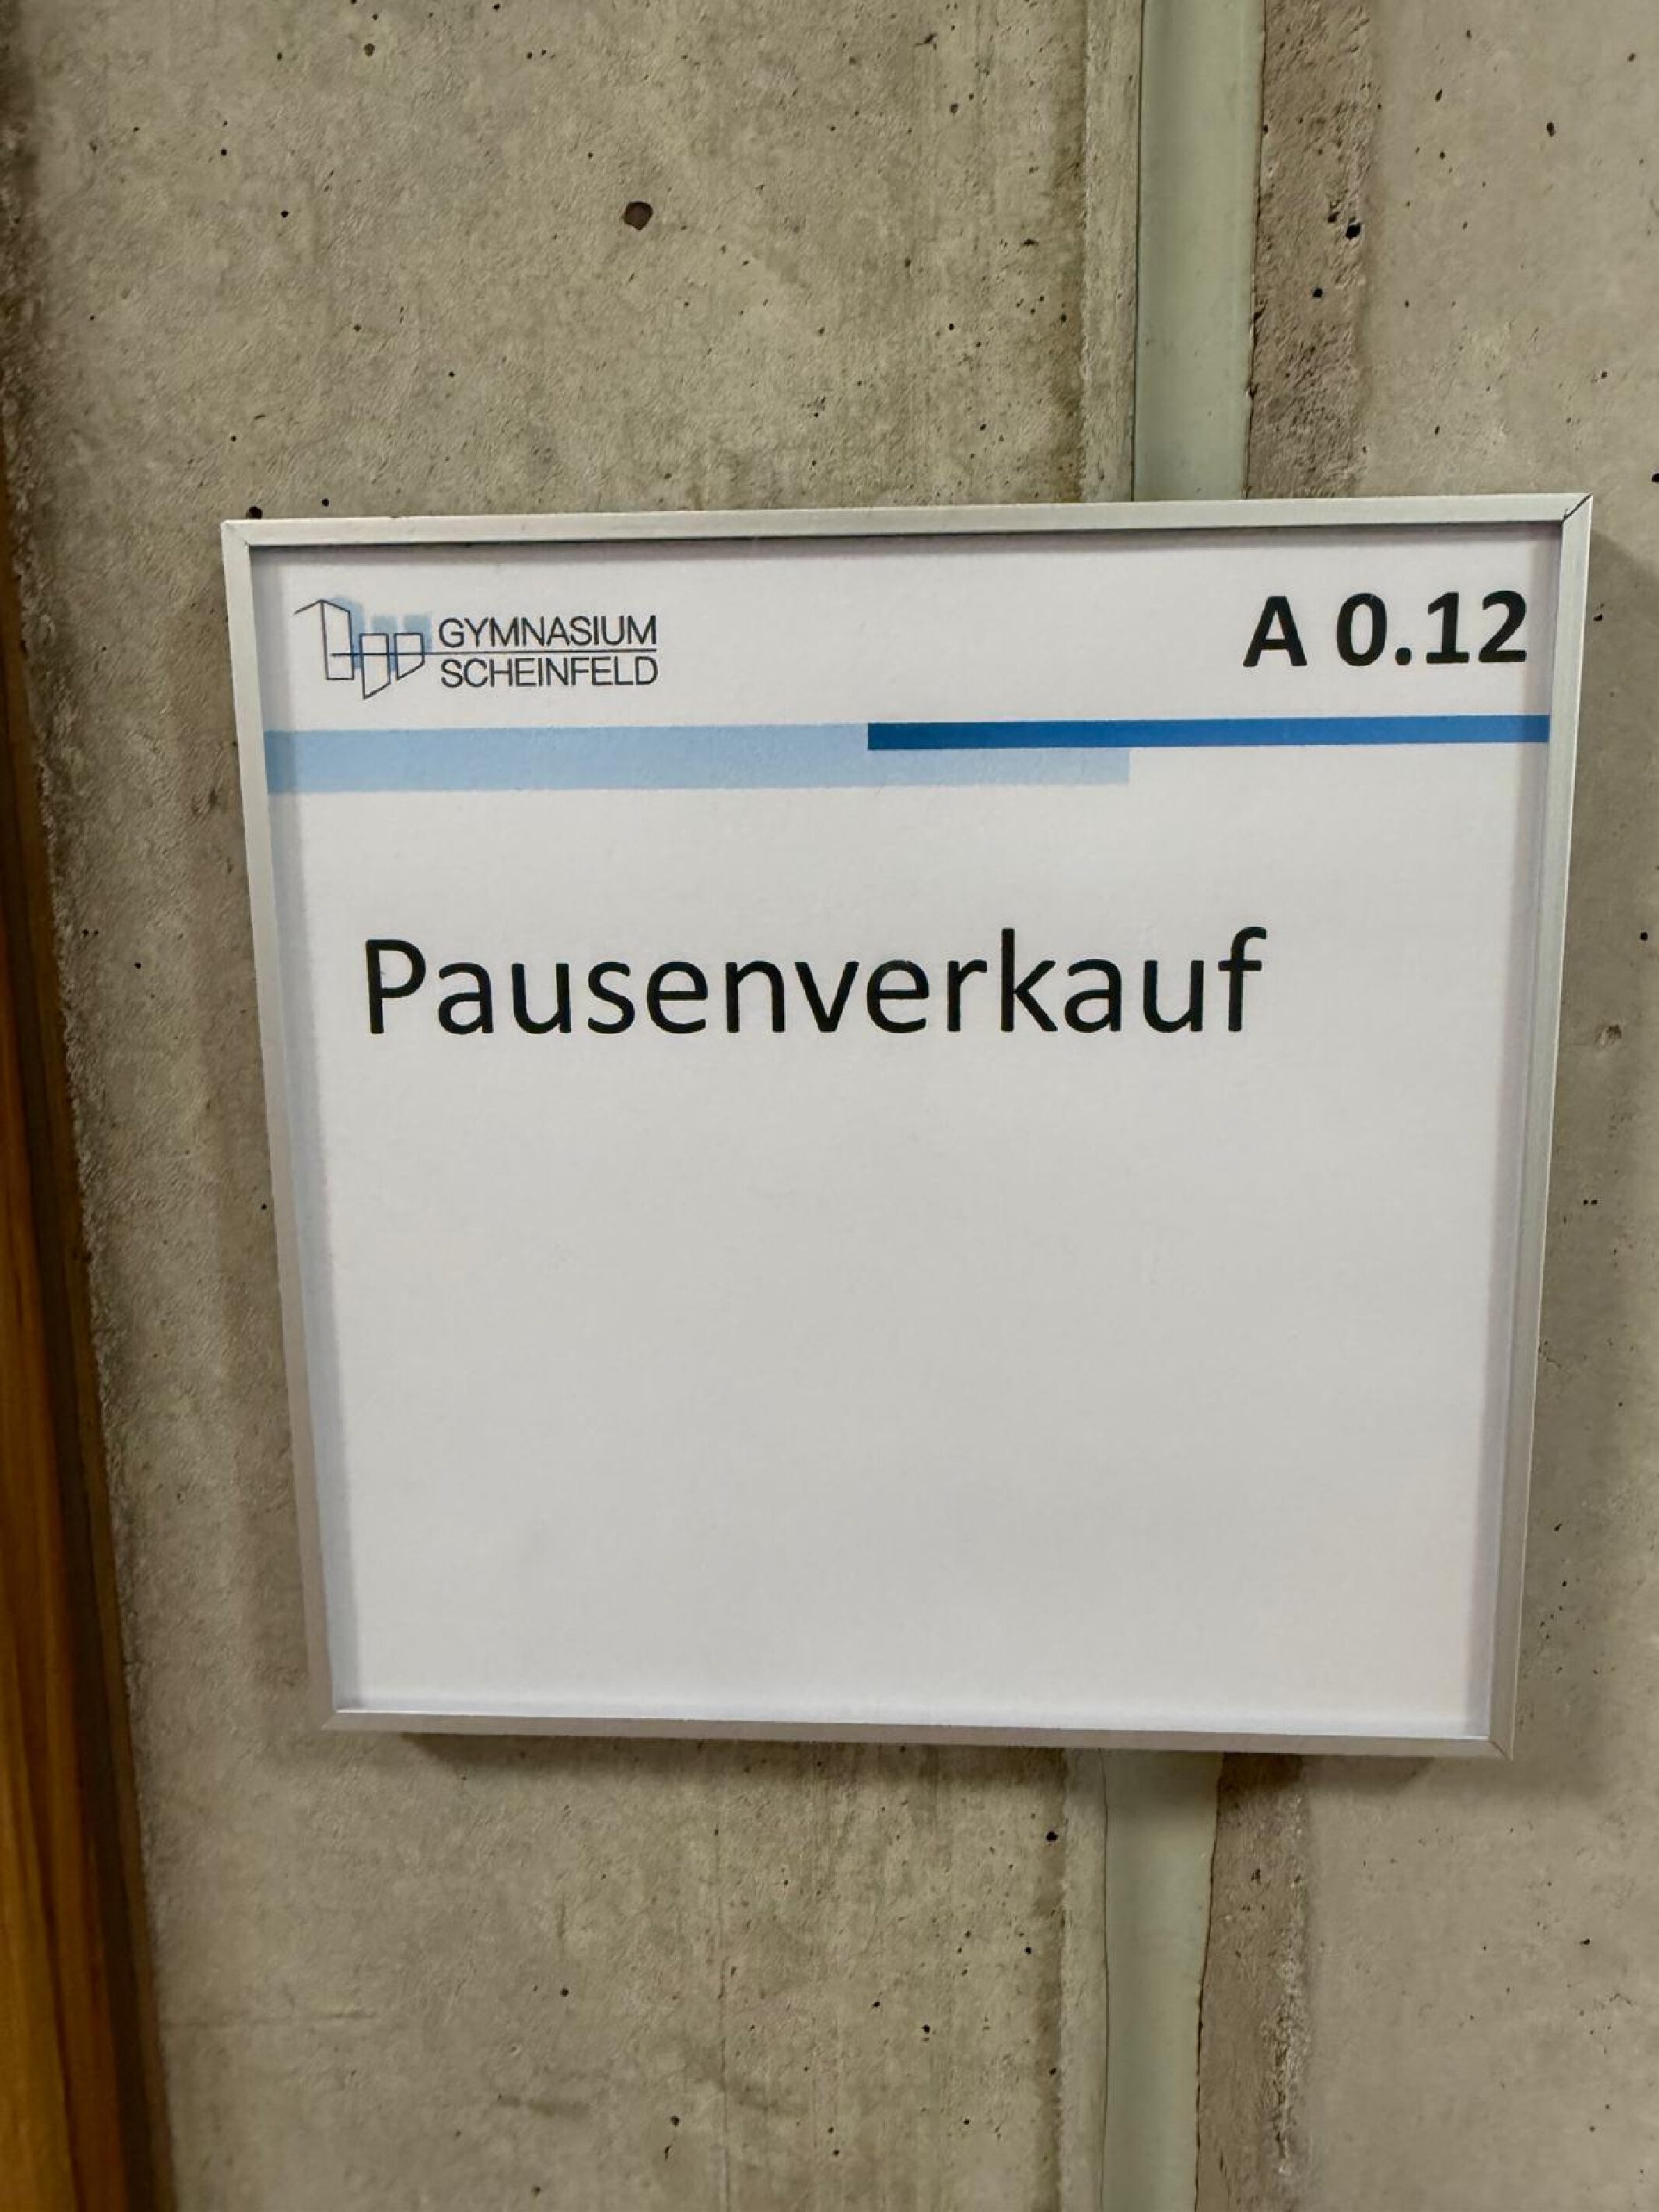 GYMNASIUM
SCHEINFELD
A 0.12
Pausenverkauf